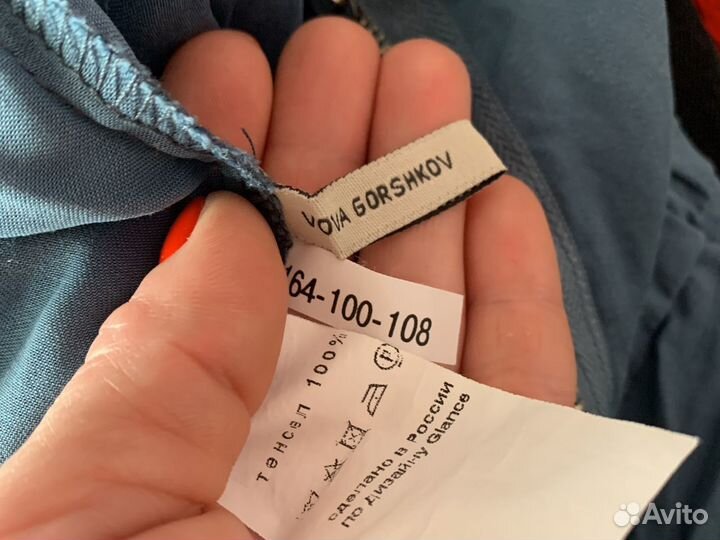 VOVA GORSHKOV
164-100-108
тенсел 100%
P
сделано в России
по дизайну Glance
Avito